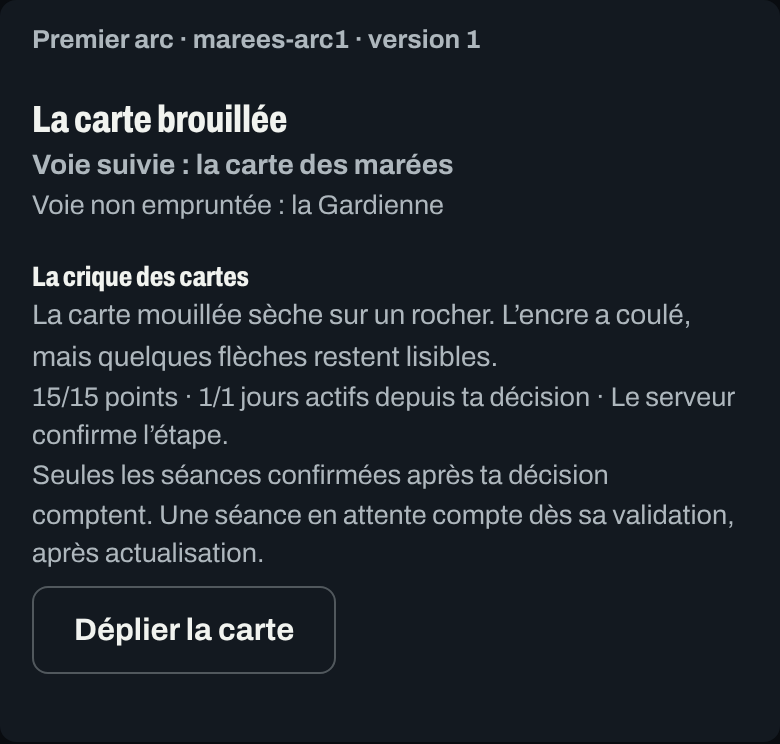 Premier arc · marees-arc1 · version 1
La carte brouillée
Voie suivie : la carte des marées
Voie non empruntée : la Gardienne
La crique des cartes
La carte mouillée sèche sur un rocher. L’encre a coulé,
mais quelques flèches restent lisibles.
15/15 points · 1/1 jours actifs depuis ta décision · Le serveur
confirme l’étape.
Seules les séances confirmées après ta décision
comptent. Une séance en attente compte dès sa validation,
après actualisation.
Déplier la carte